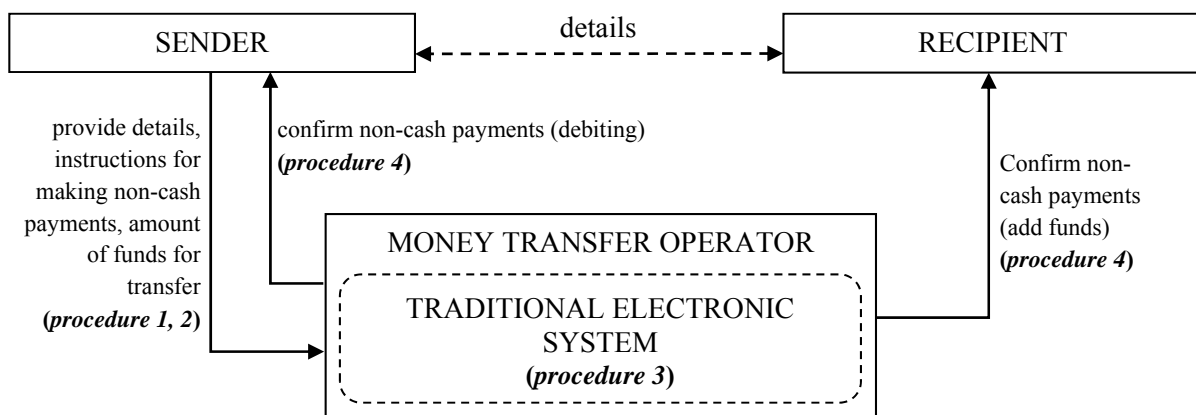 SENDER
details
RECIPIENT
provide details,
instructions for
making non-cash
payments, amount
of funds for
transfer
(procedure 1, 2)
confirm non-cash payments (debiting)
(procedure 4)
Confirm non-
cash payments
(add funds)
(procedure 4)
MONEY TRANSFER OPERATOR
TRADITIONAL ELECTRONIC
SYSTEM
(procedure 3)